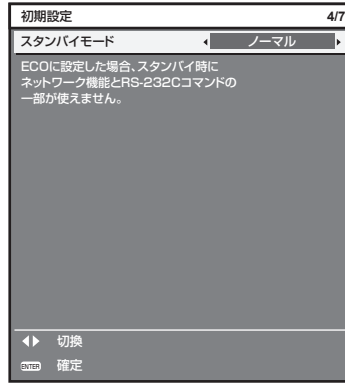 初期設定 4/7
スタンバイモード ノーマル
ECOに設定した場合、スタンバイ時に
ネットワーク機能とRS-232Cコマンドの
一部が使えません。
切換
ENTER 確定